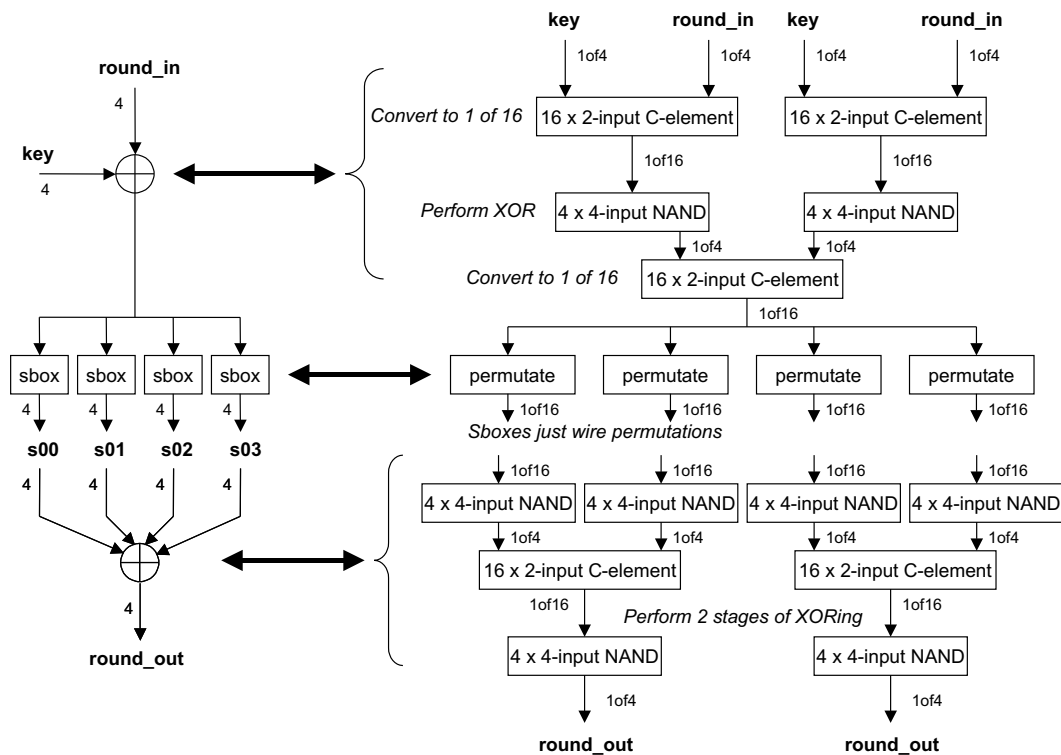 round_in
4
key
4
sbox sbox sbox sbox
4 4 4 4
s00 s01 s02 s03
4 4 4 4
4
round_out
key round_in key round_in
1of4 1of4 1of4 1of4
Convert to 1 of 16
16 x 2-input C-element 16 x 2-input C-element
1of16 1of16
Perform XOR
4 x 4-input NAND 4 x 4-input NAND
1of4 1of4
Convert to 1 of 16
16 x 2-input C-element
1of16
permutate permutate permutate permutate
1of16 1of16 1of16 1of16
Sboxes just wire permutations
1of16 1of16 1of16 1of16
4 x 4-input NAND 4 x 4-input NAND 4 x 4-input NAND 4 x 4-input NAND
1of4 1of4 1of4 1of4
16 x 2-input C-element 16 x 2-input C-element
1of16 1of16
Perform 2 stages of XORing
4 x 4-input NAND 4 x 4-input NAND
1of4 1of4
round_out round_out